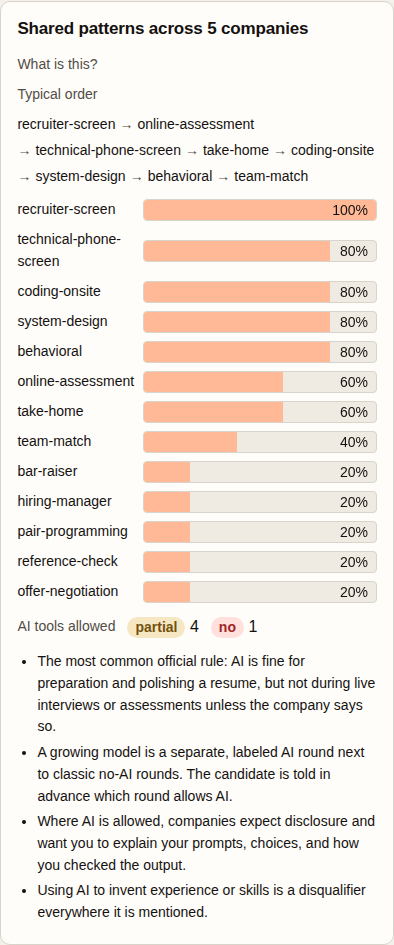 Shared patterns across 5 companies
What is this?
Typical order
recruiter-screen → online-assessment
→ technical-phone-screen → take-home → coding-onsite
→ system-design → behavioral → team-match
recruiter-screen 100%
technical-phone-
screen 80%
coding-onsite 80%
system-design 80%
behavioral 80%
online-assessment 60%
take-home 60%
team-match 40%
bar-raiser 20%
hiring-manager 20%
pair-programming 20%
reference-check 20%
offer-negotiation 20%
AI tools allowed partial 4 no 1
• The most common official rule: AI is fine for
preparation and polishing a resume, but not during live
interviews or assessments unless the company says
so.
• A growing model is a separate, labeled AI round next
to classic no-AI rounds. The candidate is told in
advance which round allows AI.
• Where AI is allowed, companies expect disclosure and
want you to explain your prompts, choices, and how
you checked the output.
• Using AI to invent experience or skills is a disqualifier
everywhere it is mentioned.